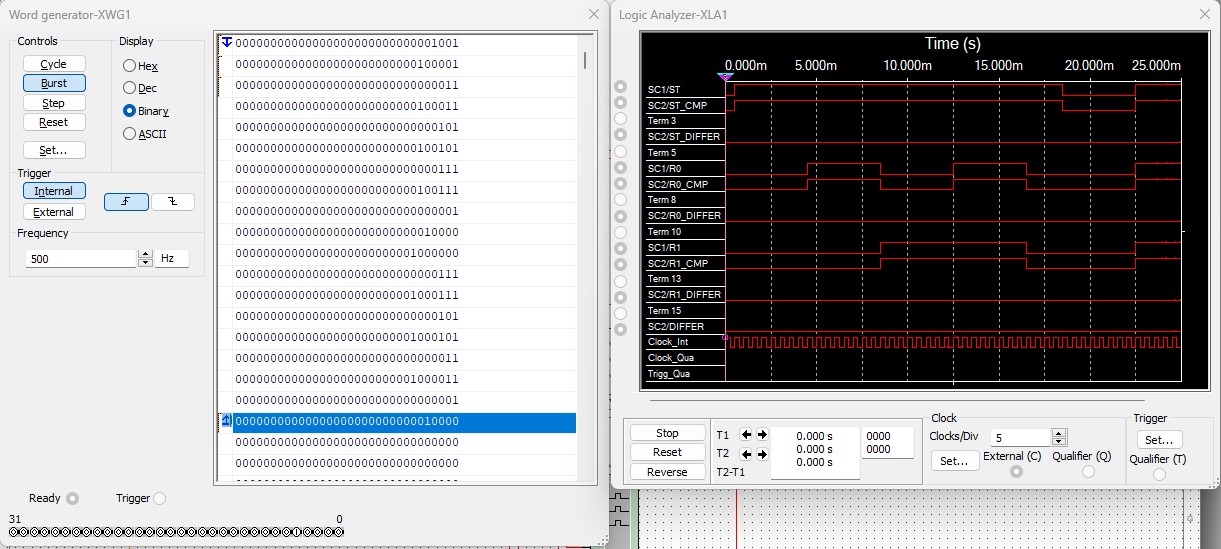 Word generator-XWG1
Controls
Cycle
Burst
Step
Reset
Set...
Display
Hex
Dec
Binary
ASCII
Trigger
Internal
External
Frequency
500 Hz
00000000000000000000000000001001
00000000000000000000000000100001
00000000000000000000000000000011
00000000000000000000000000100011
00000000000000000000000000000101
00000000000000000000000000100101
00000000000000000000000000000111
00000000000000000000000000100111
00000000000000000000000000000001
00000000000000000000000000010000
00000000000000000000000001000000
00000000000000000000000000000111
00000000000000000000000001000111
00000000000000000000000000000101
00000000000000000000000001000101
00000000000000000000000000000011
00000000000000000000000001000011
00000000000000000000000000000001
00000000000000000000000000010000
00000000000000000000000000000000
00000000000000000000000000000000
Ready Trigger
31 0
Logic Analyzer-XLA1
Time (s)
0.000m 5.000m 10.000m 15.000m 20.000m 25.000m
SC1/ST
SC2/ST_CMP
Term 3
SC2/ST_DIFFER
Term 5
SC1/R0
SC2/R0_CMP
Term 8
SC2/R0_DIFFER
Term 10
SC1/R1
SC2/R1_CMP
Term 13
SC2/R1_DIFFER
Term 15
SC2/DIFFER
Clock_Int
Clock_Qua
Trigg_Qua
Stop
Reset
Reverse
T1 0.000 s 0000
T2 0.000 s 0000
T2-T1 0.000 s
Clock
Clocks/Div 5
Set...
External (C)
Qualifier (Q)
Trigger
Set...
Qualifier (T)
G